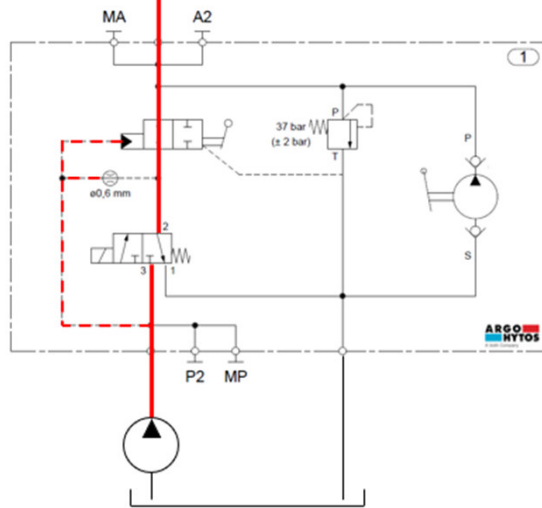 MA
A2
1
P
37 bar
(± 2 bar)
T
P
ø0,6 mm
2
3
1
S
ARGO
HYTOS
P2
MP